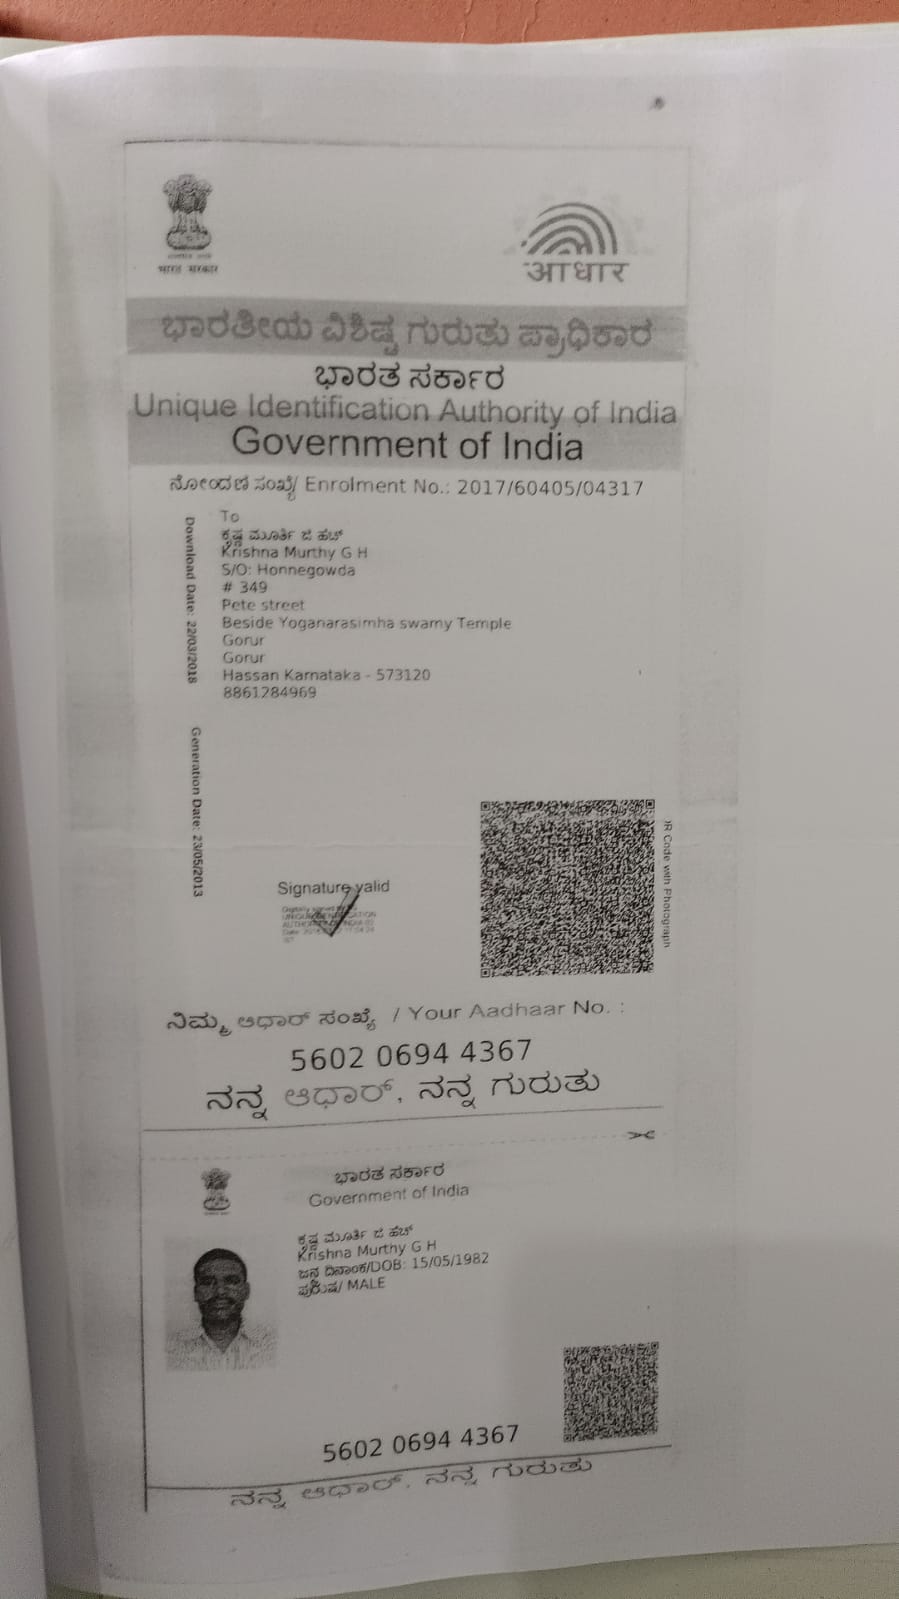 भारत सरकार
आधार
ಭಾರತೀಯ ವಿಶಿಷ್ಟ ಗುರುತು ಪ್ರಾಧಿಕಾರ
ಭಾರತ ಸರ್ಕಾರ
Unique Identification Authority of India
Government of India
ನೋಂದಣಿ ಸಂಖ್ಯೆ/ Enrolment No.: 2017/60405/04317
Download Date: 22/03/2018
Generation Date: 23/05/2013
To
ಕೃಷ್ಣ ಮೂರ್ತಿ ಜಿ ಹೆಚ್
Krishna Murthy G H
S/O: Honnegowda
# 349
Pete street
Beside Yoganarasimha swamy Temple
Gorur
Gorur
Hassan Karnataka - 573120
8861284969
Signature valid
QR Code with Photograph
ನಿಮ್ಮ ಆಧಾರ್ ಸಂಖ್ಯೆ / Your Aadhaar No. :
5602 0694 4367
ನನ್ನ ಆಧಾರ್, ನನ್ನ ಗುರುತು
ಭಾರತ ಸರ್ಕಾರ
Government of India
ಕೃಷ್ಣ ಮೂರ್ತಿ ಜಿ ಹೆಚ್
Krishna Murthy G H
ಜನ್ಮ ದಿನಾಂಕ/DOB: 15/05/1982
ಪುರುಷ/ MALE
5602 0694 4367
ನನ್ನ ಆಧಾರ್, ನನ್ನ ಗುರುತು